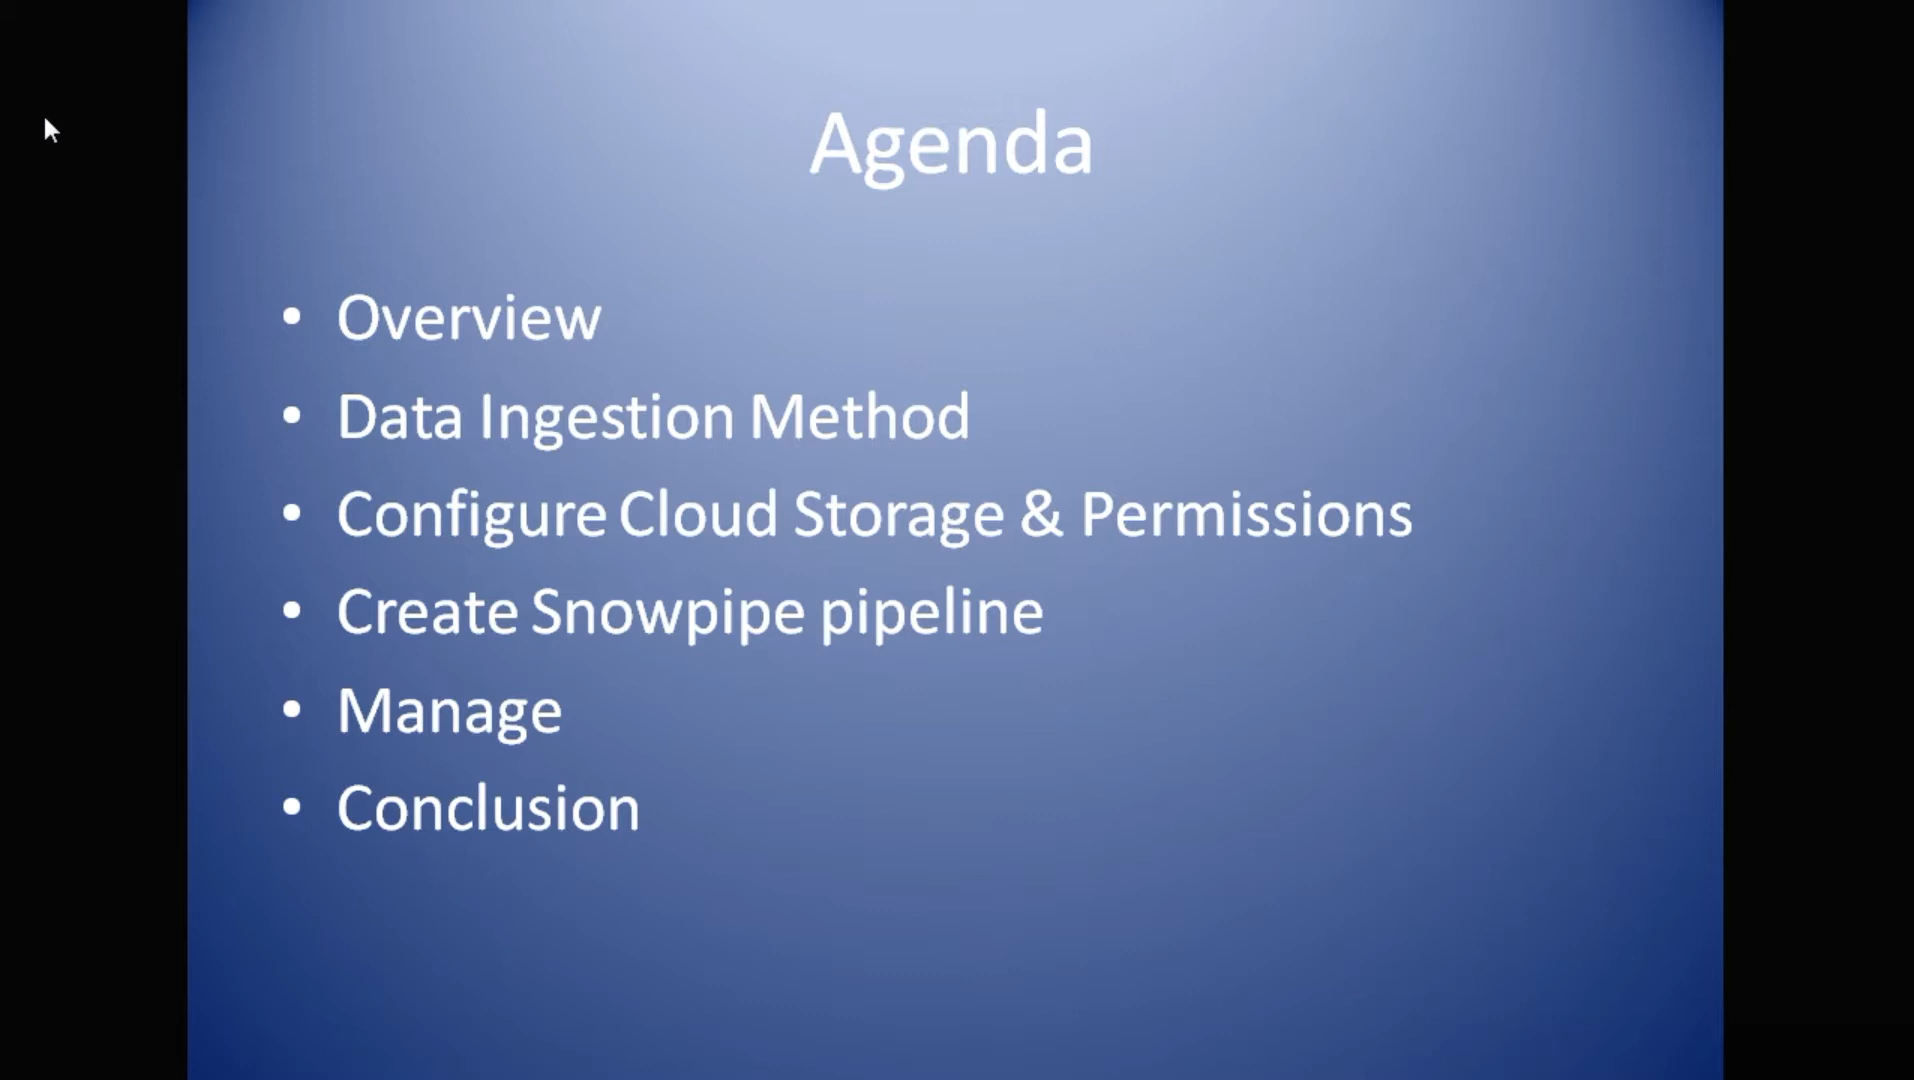 Agenda
• Overview
• Data Ingestion Method
• Configure Cloud Storage & Permissions
• Create Snowpipe pipeline
• Manage
• Conclusion